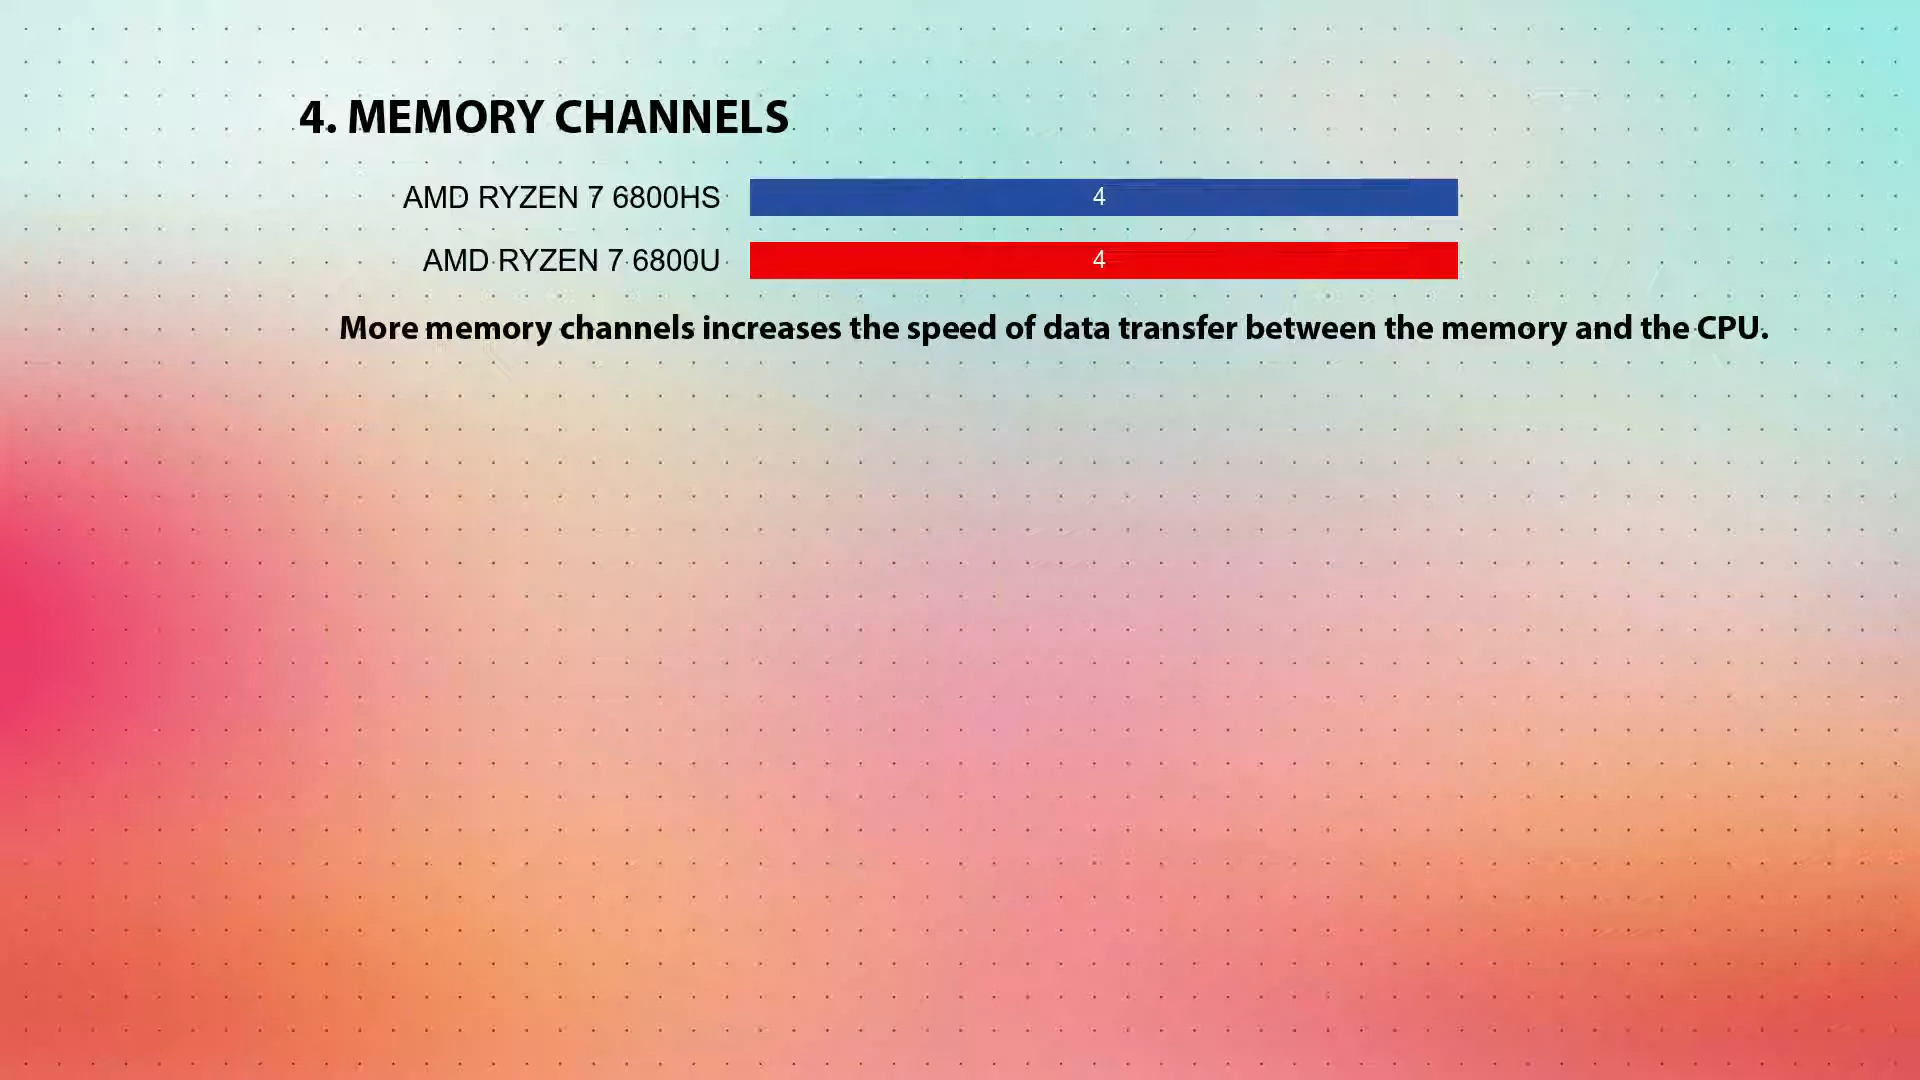 4. MEMORY CHANNELS
AMD RYZEN 7 6800HS 4
AMD RYZEN 7 6800U 4
More memory channels increases the speed of data transfer between the memory and the CPU.